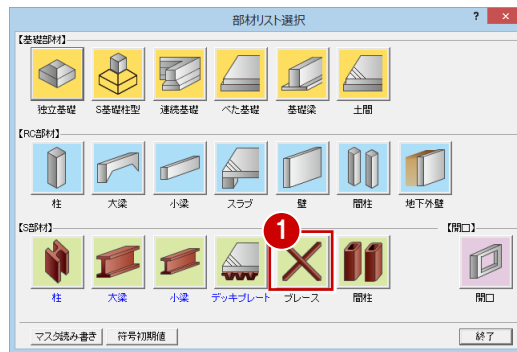 部材リスト選択
? ×
【基礎部材】
独立基礎 S基礎柱型 連続基礎 べた基礎 基礎梁 土間
【RC部材】
柱 大梁 小梁 スラブ 壁 間柱 地下外壁
1
【S部材】 【開口】
柱 大梁 小梁 デッキプレート ブレース 間柱 開口
マスタ読み書き 符号初期値 終了